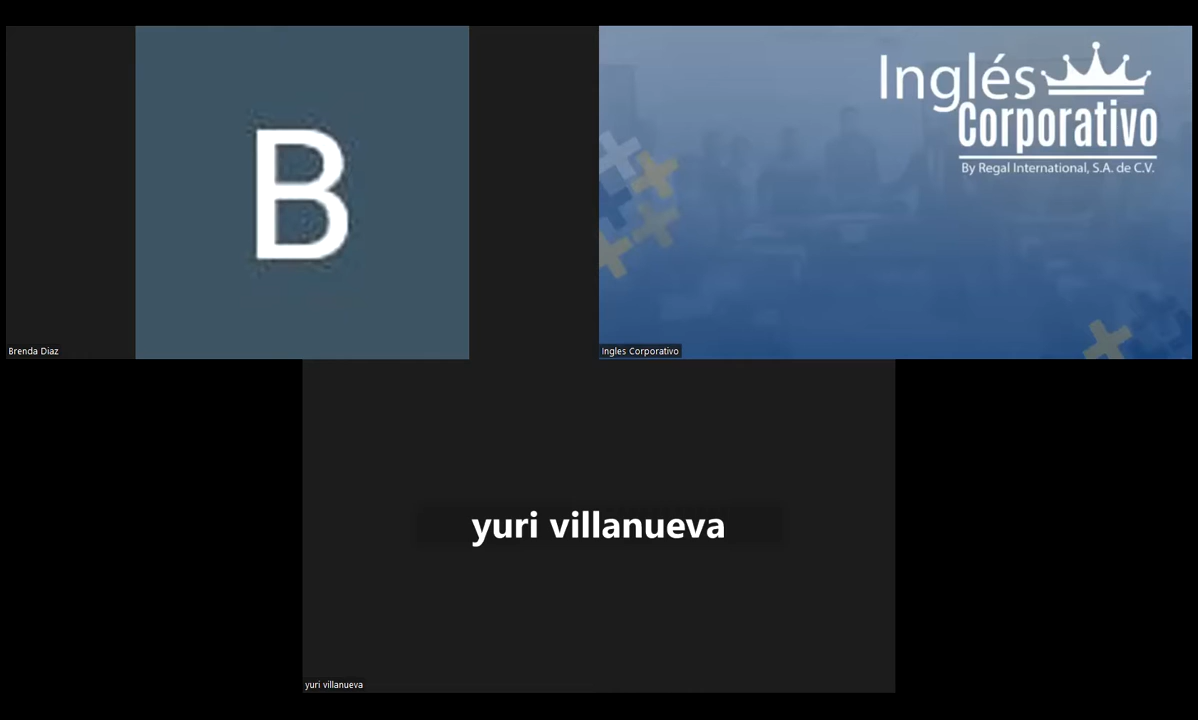 B
Brenda Diaz
Inglés
Corporativo
By Regal International, S.A. de C.V.
Ingles Corporativo
yuri villanueva
yuri villanueva